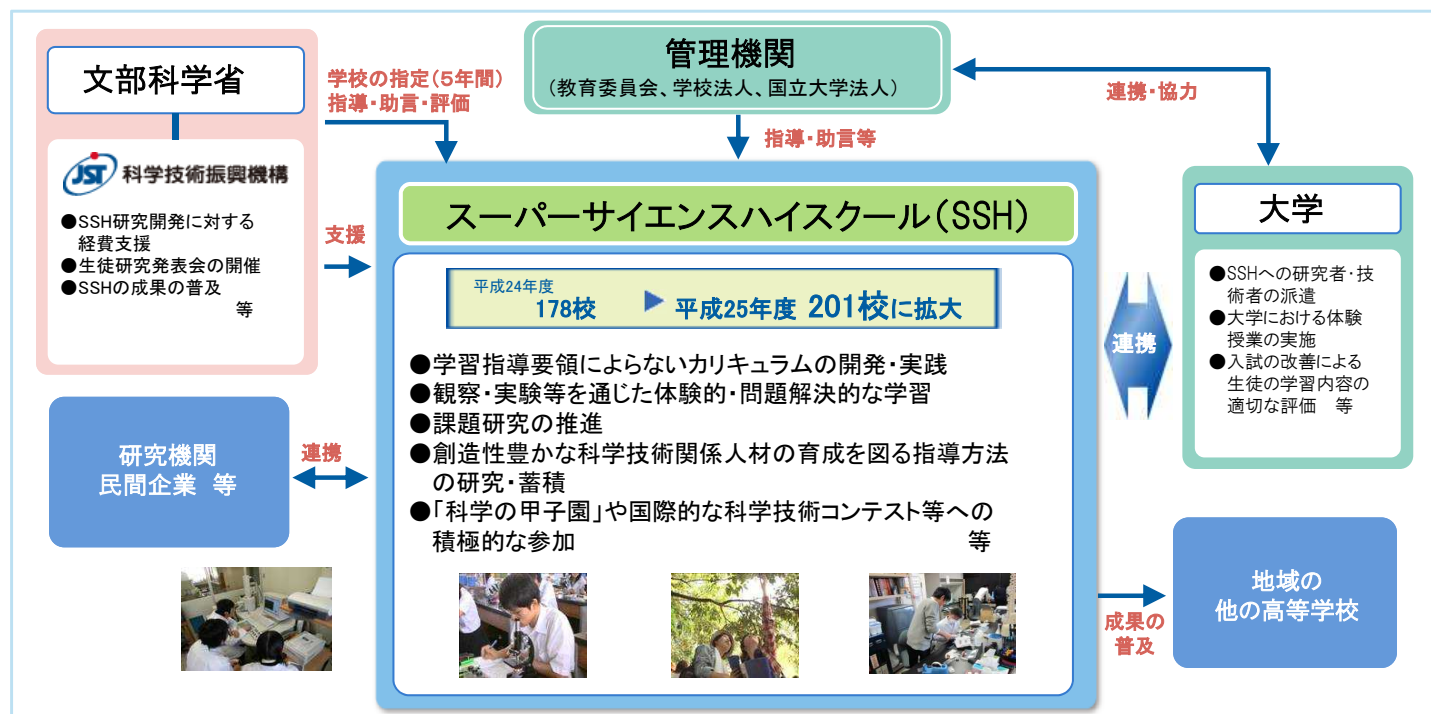 文部科学省
JST 科学技術振興機構
●SSH研究開発に対する
経費支援
●生徒研究発表会の開催
●SSHの成果の普及
等
学校の指定(5年間)
指導・助言・評価
支援
管理機関
(教育委員会、学校法人、国立大学法人)
指導・助言等
連携・協力
スーパーサイエンスハイスクール(SSH)
平成24年度
178校 ▶ 平成25年度 201校に拡大
●学習指導要領によらないカリキュラムの開発・実践
●観察・実験等を通じた体験的・問題解決的な学習
●課題研究の推進
●創造性豊かな科学技術関係人材の育成を図る指導方法
の研究・蓄積
●「科学の甲子園」や国際的な科学技術コンテスト等への
積極的な参加 等
大学
●SSHへの研究者・技
術者の派遣
●大学における体験
授業の実施
●入試の改善による
生徒の学習内容の
適切な評価 等
連携
研究機関
民間企業 等
連携
成果の
普及
地域の
他の高等学校